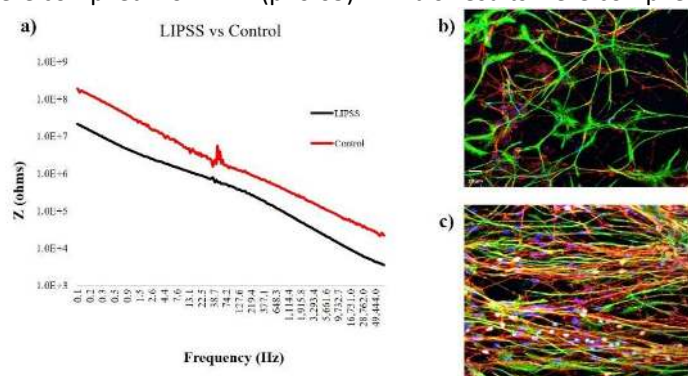 a)
LIPSS vs Control
1.0E+9
1.0E+8
1.0E+7
1.0E+6
1.0E+5
1.0E+4
1.0E+3
Z (ohms)
LIPSS
Control
0.1
0.2
0.3
0.5
0.9
1.5
2.6
4.4
7.6
13.1
22.5
38.7
74.2
127.6
219.4
377.1
648.3
1,114.4
1,915.8
3,293.4
5,661.6
9,732.7
16,731.0
28,762.0
49,444.0
Frequency (Hz)
b)
c)